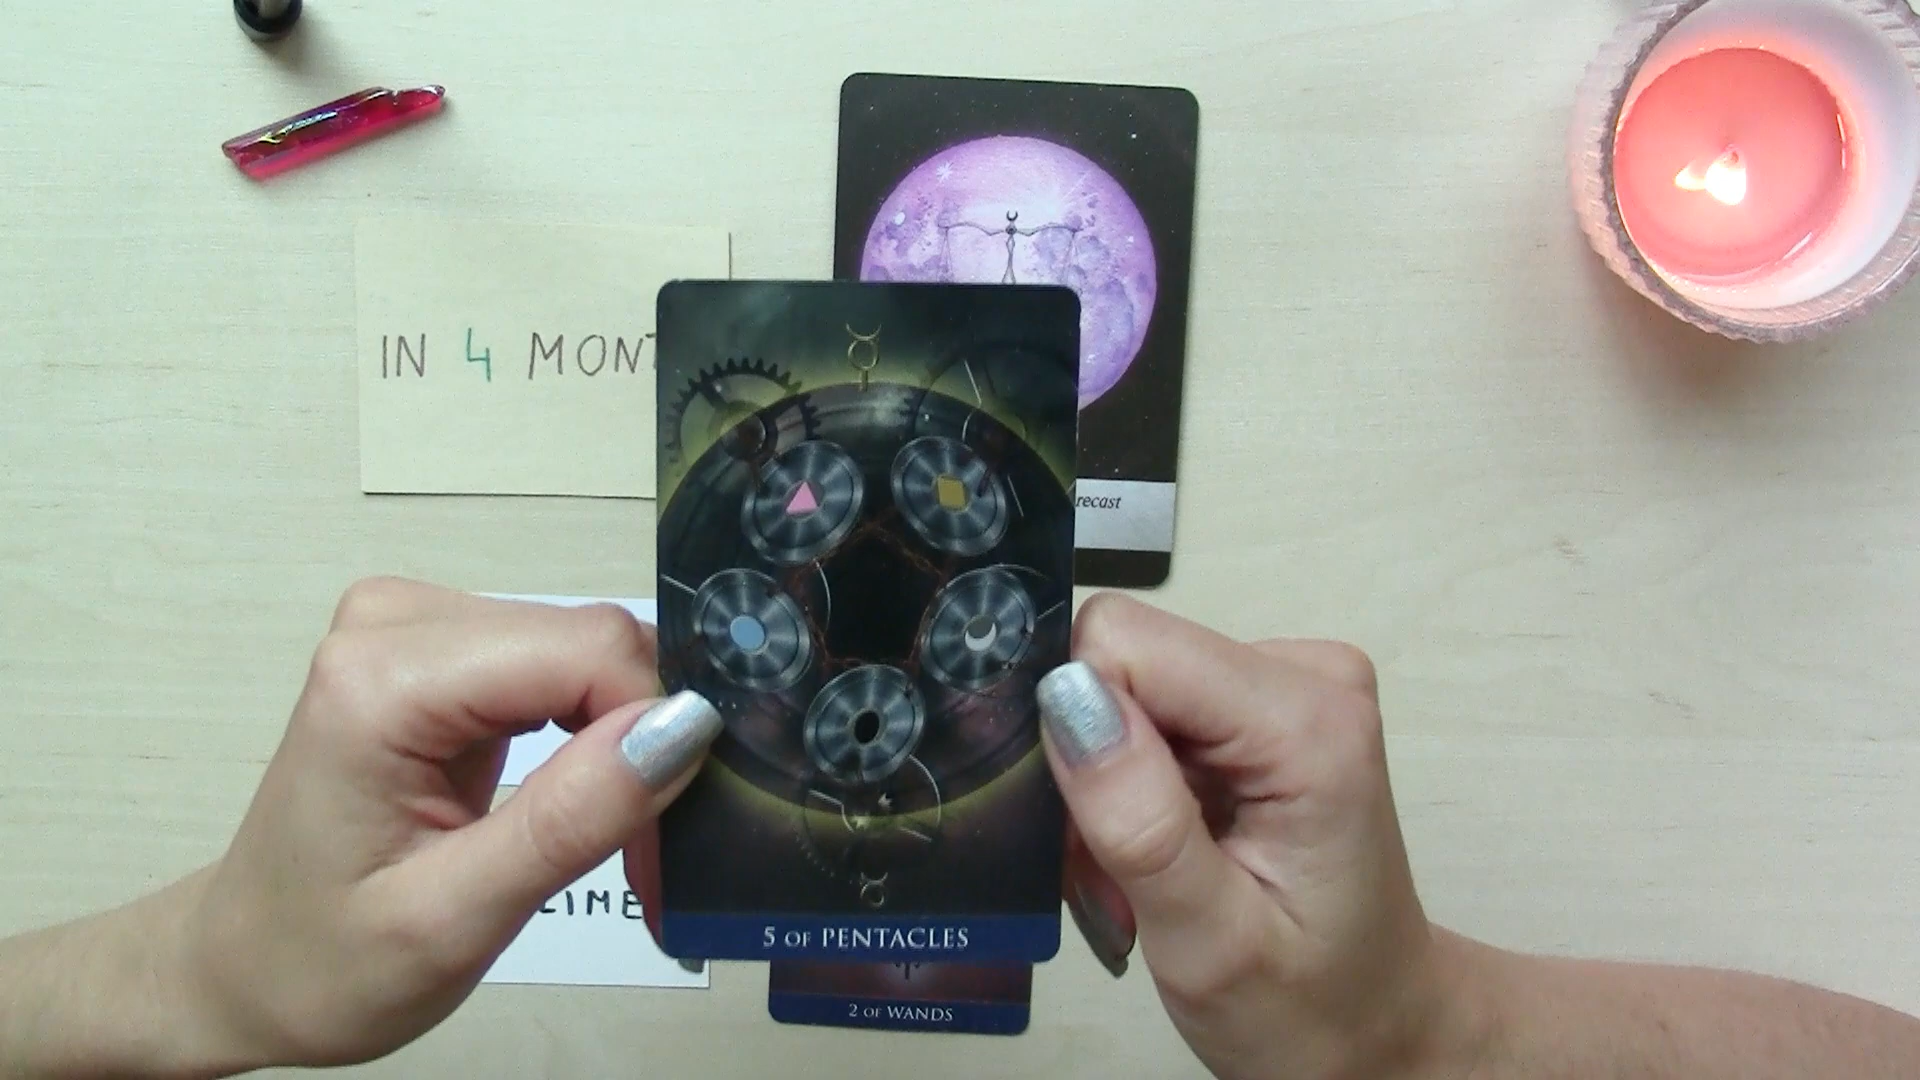 IN 4 MONT
recast
LIME
5 OF PENTACLES
2 OF WANDS